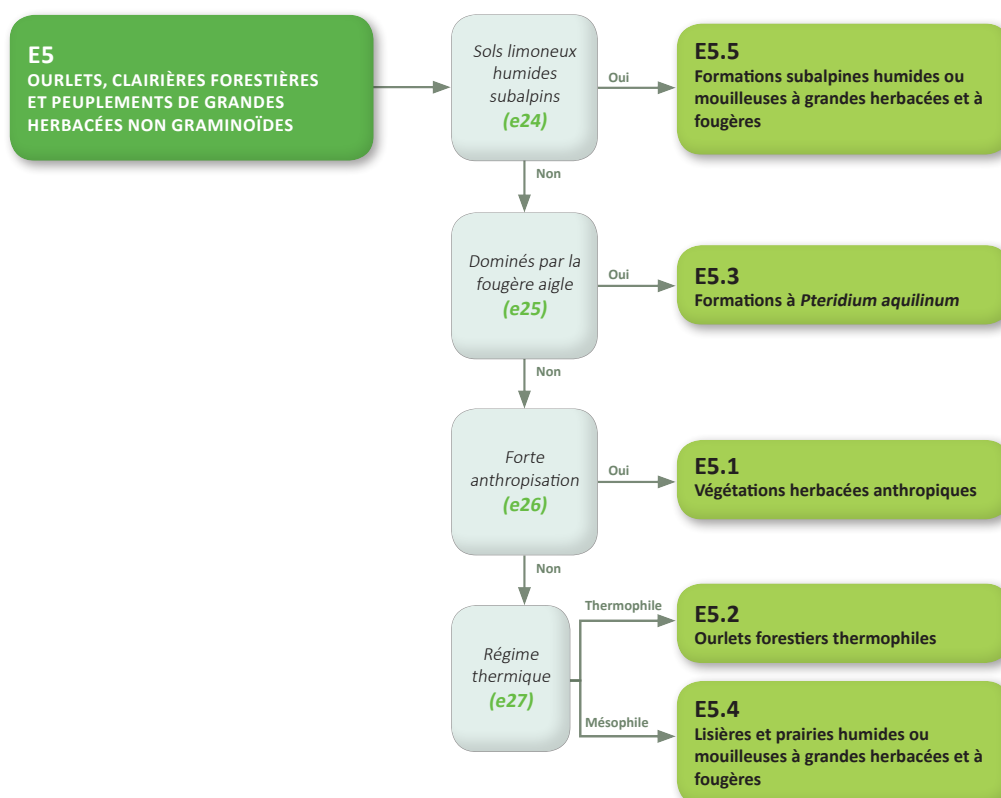 E5
OURLETS, CLAIRIÈRES FORESTIÈRES
ET PEUPLEMENTS DE GRANDES
HERBACÉES NON GRAMINOÏDES
Sols limoneux
humides
subalpins
(e24)
Oui
E5.5
Formations subalpines humides ou
mouilleuses à grandes herbacées et à
fougères
Non
Dominés par la
fougère aigle
(e25)
Oui
E5.3
Formations à Pteridium aquilinum
Non
Forte
anthropisation
(e26)
Oui
E5.1
Végétations herbacées anthropiques
Non
Régime
thermique
(e27)
Thermophile
E5.2
Ourlets forestiers thermophiles
Mésophile
E5.4
Lisières et prairies humides ou
mouilleuses à grandes herbacées et à
fougères